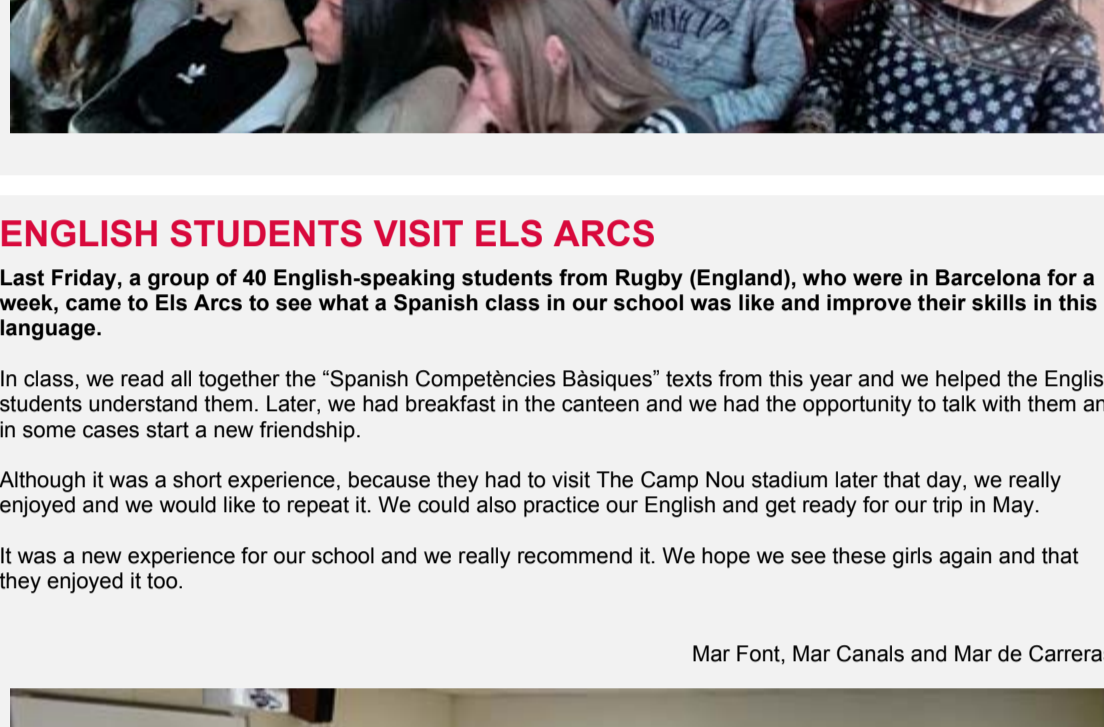 ENGLISH STUDENTS VISIT ELS ARCS
Last Friday, a group of 40 English-speaking students from Rugby (England), who were in Barcelona for a
week, came to Els Arcs to see what a Spanish class in our school was like and improve their skills in this
language.
In class, we read all together the “Spanish Competències Bàsiques” texts from this year and we helped the Englis
students understand them. Later, we had breakfast in the canteen and we had the opportunity to talk with them an
in some cases start a new friendship.
Although it was a short experience, because they had to visit The Camp Nou stadium later that day, we really
enjoyed and we would like to repeat it. We could also practice our English and get ready for our trip in May.
It was a new experience for our school and we really recommend it. We hope we see these girls again and that
they enjoyed it too.
Mar Font, Mar Canals and Mar de Carrera